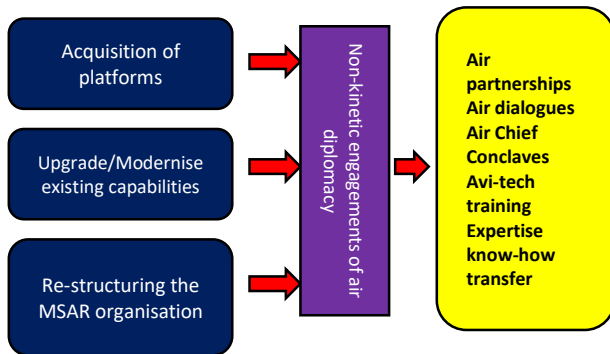 Acquisition of
platforms
Upgrade/Modernise
existing capabilities
Re-structuring the
MSAR organisation
Non-kinetic engagements of air
diplomacy
Air
partnerships
Air dialogues
Air Chief
Conclaves
Avi-tech
training
Expertise
know-how
transfer